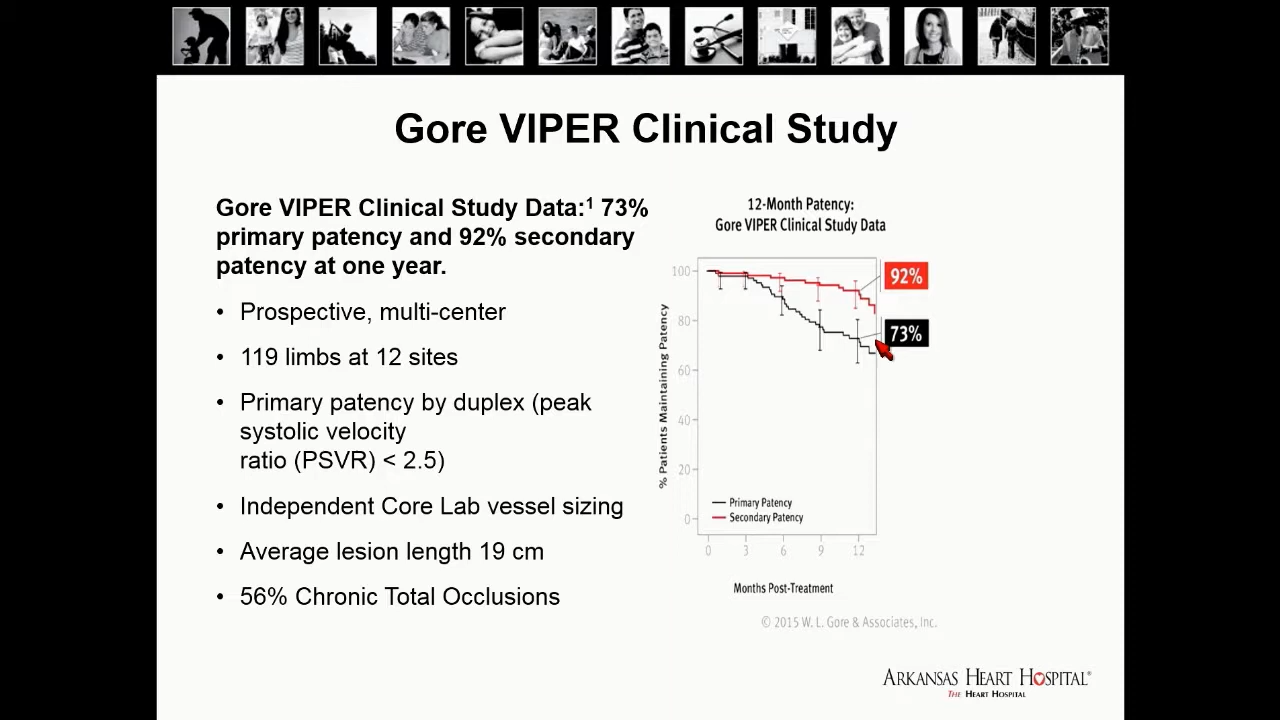 Gore VIPER Clinical Study
Gore VIPER Clinical Study Data:¹ 73%
primary patency and 92% secondary
patency at one year.
• Prospective, multi-center
• 119 limbs at 12 sites
• Primary patency by duplex (peak
systolic velocity
ratio (PSVR) < 2.5)
• Independent Core Lab vessel sizing
• Average lesion length 19 cm
• 56% Chronic Total Occlusions
12-Month Patency:
Gore VIPER Clinical Study Data
% Patients Maintaining Patency
100
80
60
40
20
0
92%
73%
Primary Patency
Secondary Patency
0 3 6 9 12
Months Post-Treatment
© 2015 W. L. Gore & Associates, Inc.
ARKANSAS HEART HOSPITAL®
THE HEART HOSPITAL